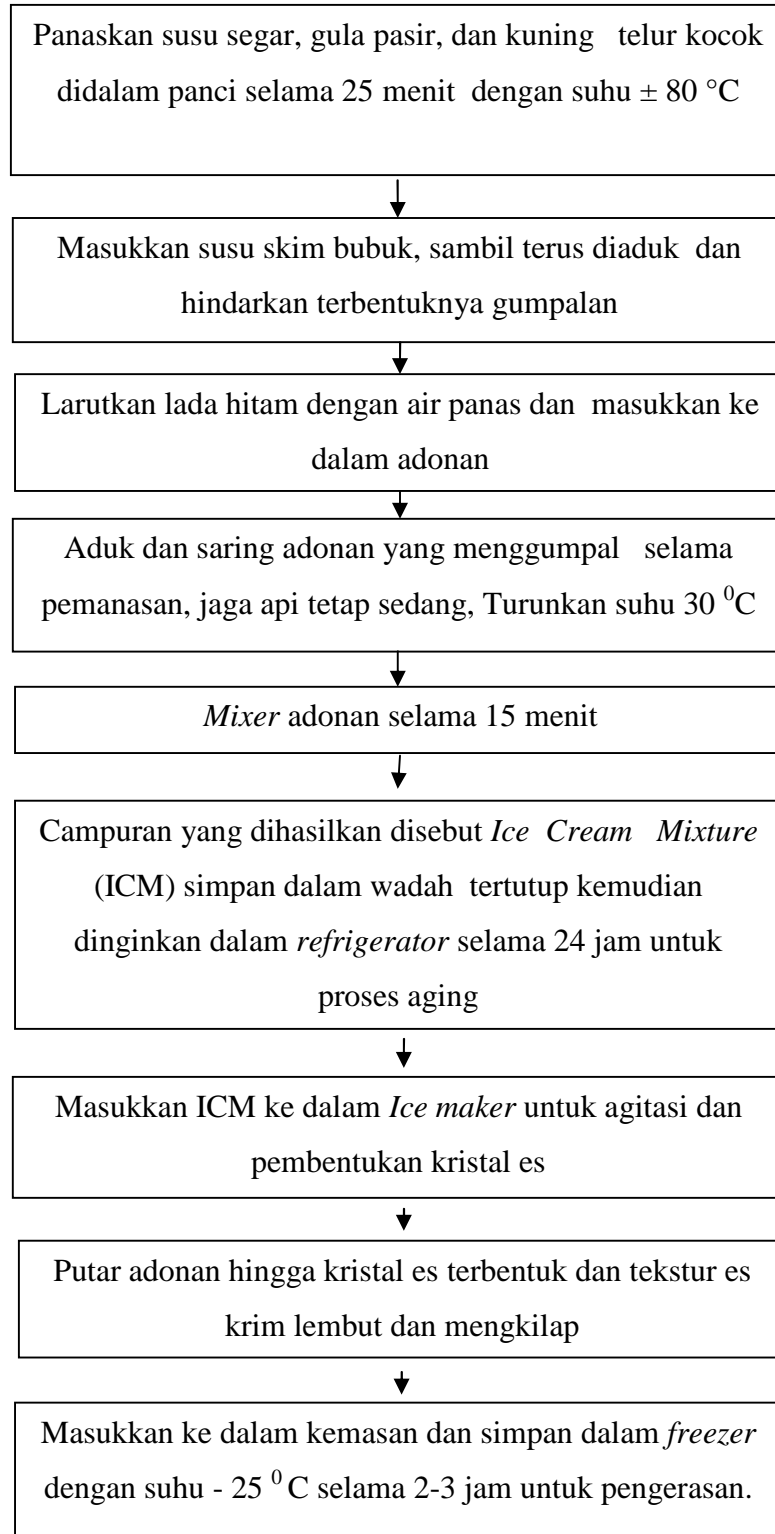 Panaskan susu segar, gula pasir, dan kuning telur kocok
didalam panci selama 25 menit dengan suhu ± 80 °C
Masukkan susu skim bubuk, sambil terus diaduk dan
hindarkan terbentuknya gumpalan
Larutkan lada hitam dengan air panas dan masukkan ke
dalam adonan
Aduk dan saring adonan yang menggumpal selama
pemanasan, jaga api tetap sedang, Turunkan suhu 30 ⁰C
Mixer adonan selama 15 menit
Campuran yang dihasilkan disebut Ice Cream Mixture
(ICM) simpan dalam wadah tertutup kemudian
dinginkan dalam refrigerator selama 24 jam untuk
proses aging
Masukkan ICM ke dalam Ice maker untuk agitasi dan
pembentukan kristal es
Putar adonan hingga kristal es terbentuk dan tekstur es
krim lembut dan mengkilap
Masukkan ke dalam kemasan dan simpan dalam freezer
dengan suhu - 25 ⁰ C selama 2-3 jam untuk pengerasan.